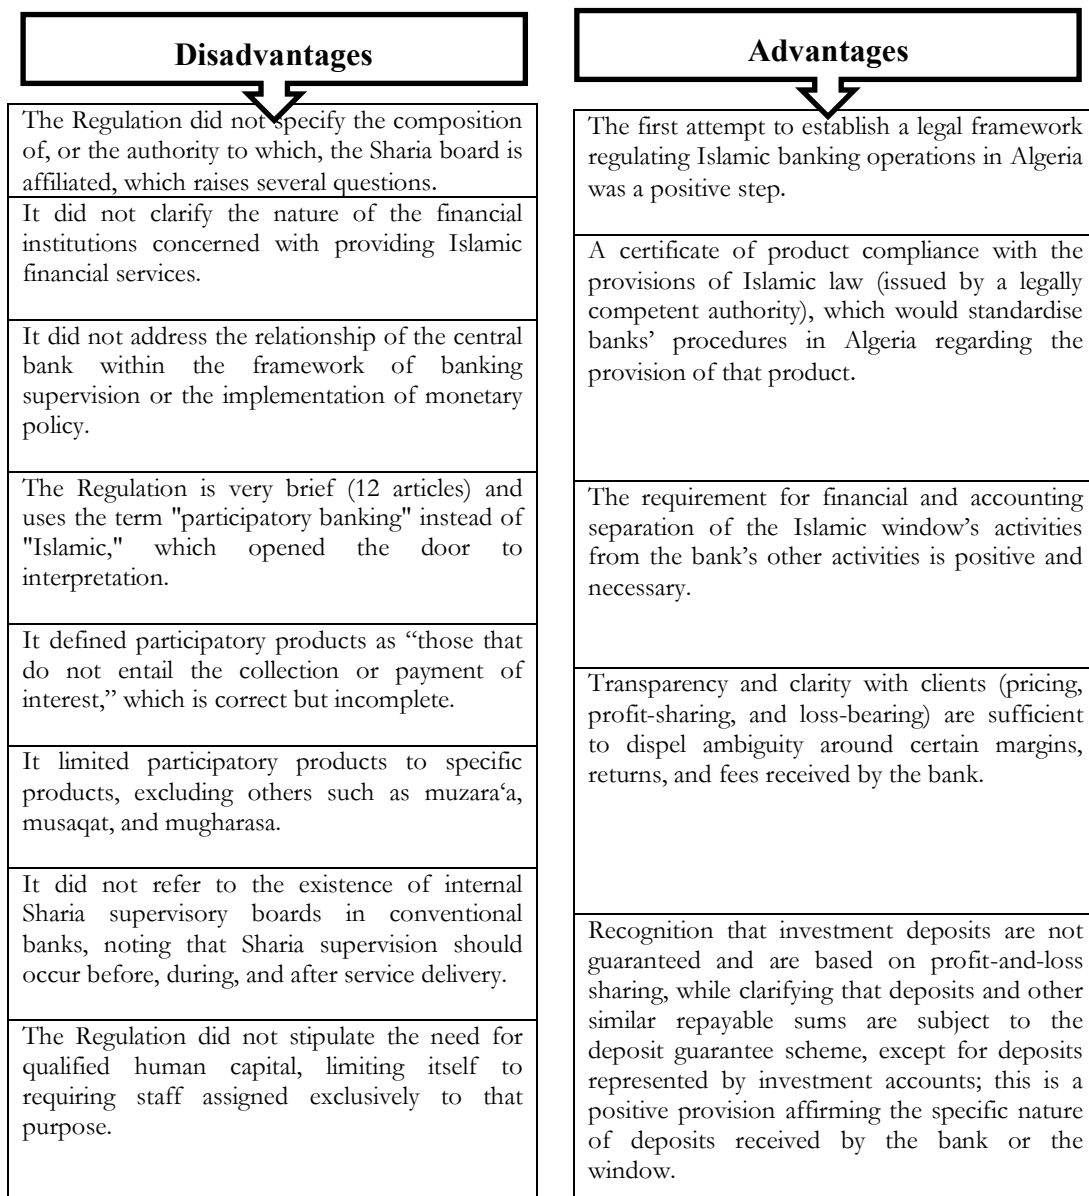 Disadvantages
The Regulation did not specify the composition
of, or the authority to which, the Sharia board is
affiliated, which raises several questions.
It did not clarify the nature of the financial
institutions concerned with providing Islamic
financial services.
It did not address the relationship of the central
bank within the framework of banking
supervision or the implementation of monetary
policy.
The Regulation is very brief (12 articles) and
uses the term "participatory banking" instead of
"Islamic," which opened the door to
interpretation.
It defined participatory products as “those that
do not entail the collection or payment of
interest,” which is correct but incomplete.
It limited participatory products to specific
products, excluding others such as muzara‘a,
musaqat, and mugharasa.
It did not refer to the existence of internal
Sharia supervisory boards in conventional
banks, noting that Sharia supervision should
occur before, during, and after service delivery.
The Regulation did not stipulate the need for
qualified human capital, limiting itself to
requiring staff assigned exclusively to that
purpose.
Advantages
The first attempt to establish a legal framework
regulating Islamic banking operations in Algeria
was a positive step.
A certificate of product compliance with the
provisions of Islamic law (issued by a legally
competent authority), which would standardise
banks’ procedures in Algeria regarding the
provision of that product.
The requirement for financial and accounting
separation of the Islamic window’s activities
from the bank’s other activities is positive and
necessary.
Transparency and clarity with clients (pricing,
profit-sharing, and loss-bearing) are sufficient
to dispel ambiguity around certain margins,
returns, and fees received by the bank.
Recognition that investment deposits are not
guaranteed and are based on profit-and-loss
sharing, while clarifying that deposits and other
similar repayable sums are subject to the
deposit guarantee scheme, except for deposits
represented by investment accounts; this is a
positive provision affirming the specific nature
of deposits received by the bank or the
window.